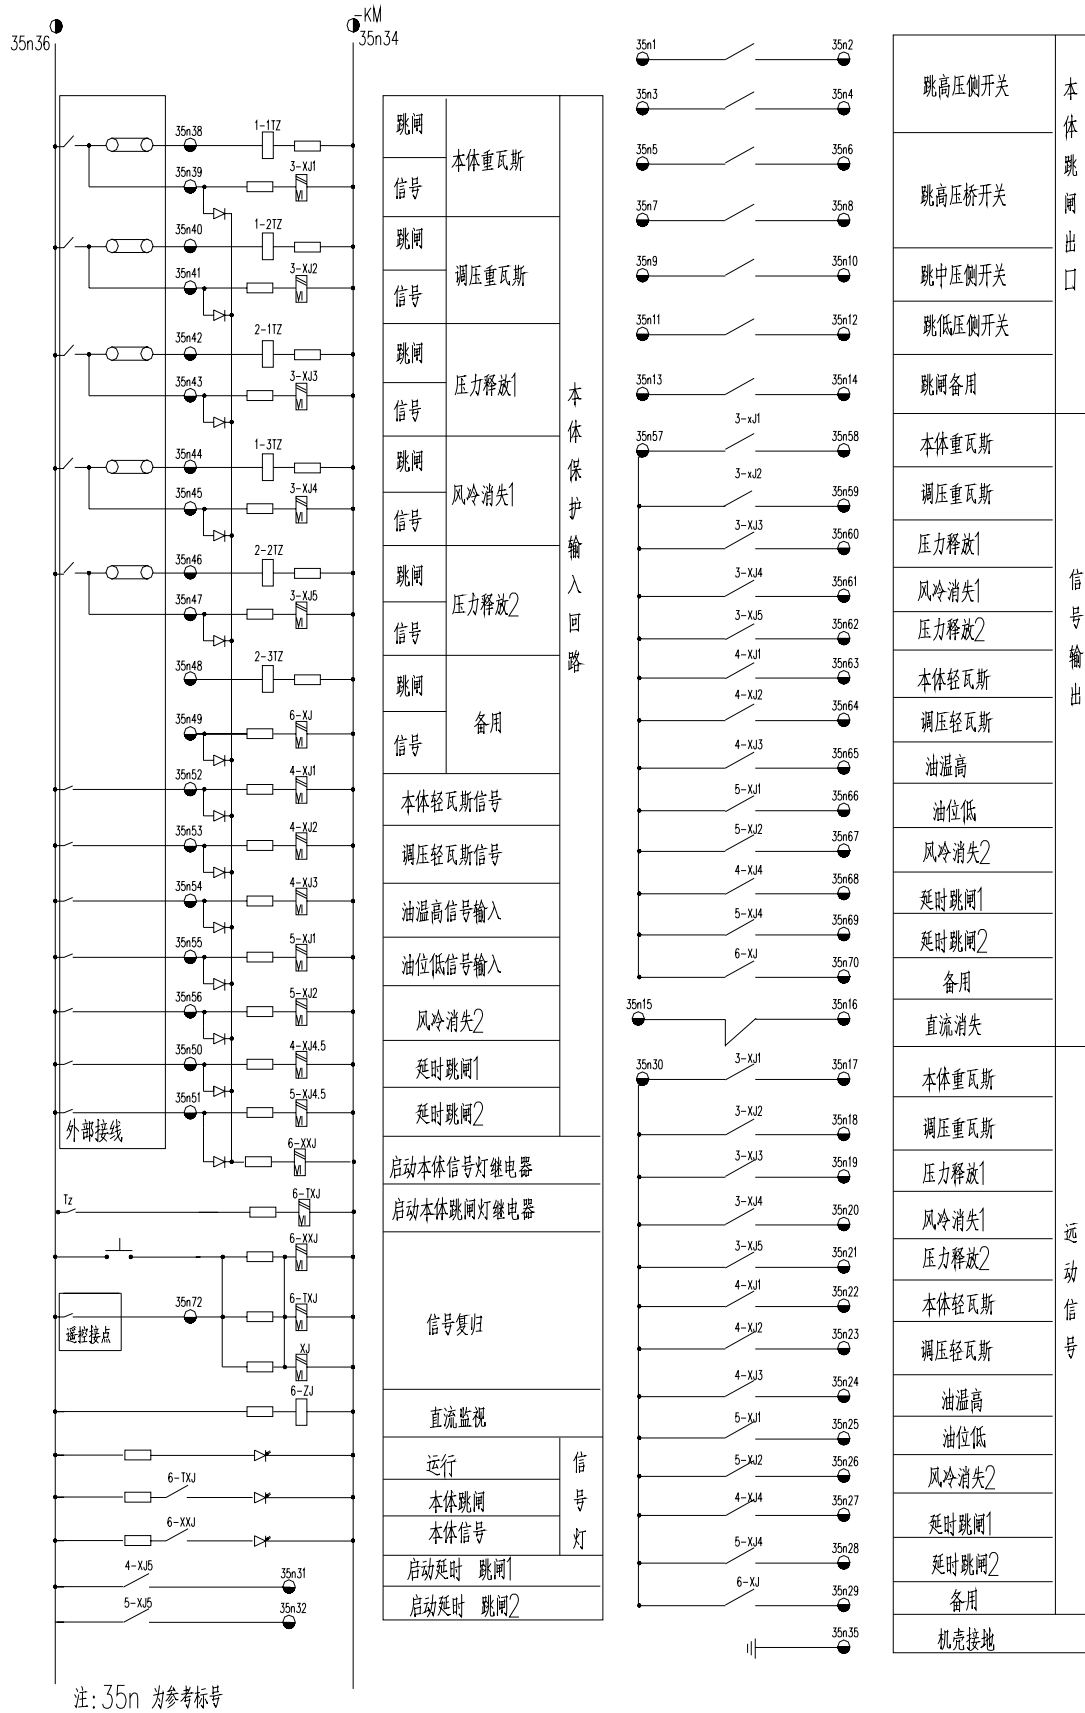 35n36
-KM
35n34
35n38
1-1TZ
35n39
3-XJ1
35n40
1-2TZ
35n41
3-XJ2
35n42
2-1TZ
35n43
3-XJ3
35n44
1-3TZ
35n45
3-XJ4
35n46
2-2TZ
35n47
3-XJ5
35n48
2-3TZ
35n49
6-XJ
35n52
4-XJ1
35n53
4-XJ2
35n54
4-XJ3
35n55
5-XJ1
35n56
5-XJ2
35n50
4-XJ4.5
35n51
5-XJ4.5
外部接线
6-XXJ
Tz
6-TXJ
6-XXJ
35n72
6-TXJ
遥控接点
XJ
6-ZJ
6-TXJ
6-XXJ
4-XJ5
35n31
5-XJ5
35n32
注:35n 为参考标号
跳闸
信号
本体重瓦斯
跳闸
信号
调压重瓦斯
跳闸
信号
压力释放1
跳闸
信号
风冷消失1
跳闸
信号
压力释放2
跳闸
信号
备用
本体轻瓦斯信号
调压轻瓦斯信号
油温高信号输入
油位低信号输入
风冷消失2
延时跳闸1
延时跳闸2
本体保护输入回路
启动本体信号灯继电器
启动本体跳闸灯继电器
信号复归
直流监视
运行
本体跳闸
本体信号
信号灯
启动延时 跳闸1
启动延时 跳闸2
35n1
35n2
35n3
35n4
35n5
35n6
35n7
35n8
35n9
35n10
35n11
35n12
35n13
35n14
35n57
3-xJ1
35n58
3-xJ2
35n59
3-XJ3
35n60
3-XJ4
35n61
3-XJ5
35n62
4-XJ1
35n63
4-XJ2
35n64
4-XJ3
35n65
5-XJ1
35n66
5-XJ2
35n67
4-XJ4
35n68
5-XJ4
35n69
6-XJ
35n70
35n15
35n16
35n30
3-XJ1
35n17
3-XJ2
35n18
3-XJ3
35n19
3-XJ4
35n20
3-XJ5
35n21
4-XJ1
35n22
4-XJ2
35n23
4-XJ3
35n24
5-XJ1
35n25
5-XJ2
35n26
4-XJ4
35n27
5-XJ4
35n28
6-XJ
35n29
35n35
跳高压侧开关
跳高压桥开关
跳中压侧开关
跳低压侧开关
跳闸备用
本体跳闸出口
本体重瓦斯
调压重瓦斯
压力释放1
风冷消失1
压力释放2
本体轻瓦斯
调压轻瓦斯
油温高
油位低
风冷消失2
延时跳闸1
延时跳闸2
备用
直流消失
信号输出
本体重瓦斯
调压重瓦斯
压力释放1
风冷消失1
压力释放2
本体轻瓦斯
调压轻瓦斯
油温高
油位低
风冷消失2
延时跳闸1
延时跳闸2
备用
远动信号
机壳接地